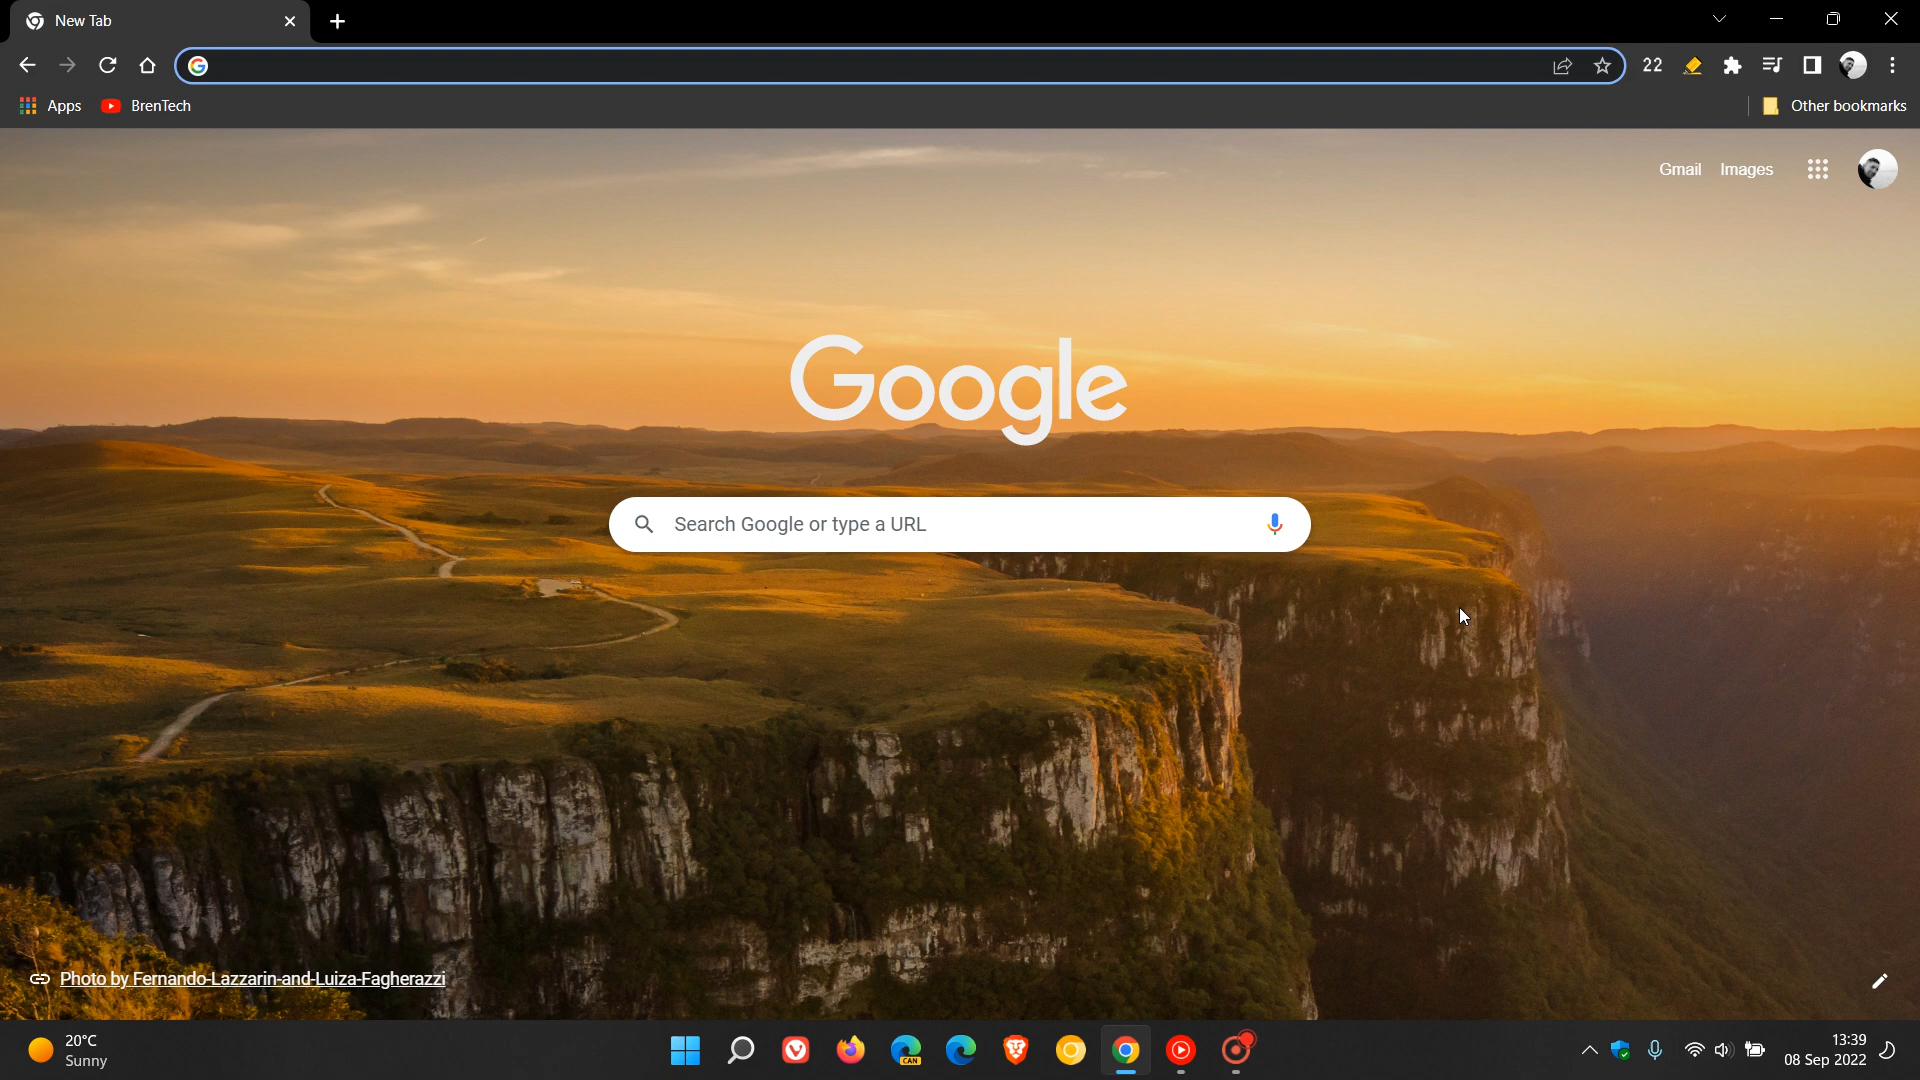 New Tab
22
Apps
BrenTech
Other bookmarks
Gmail
Images
Google
Search Google or type a URL
Photo by Fernando-Lazzarin-and-Luiza-Fagherazzi
20°C
Sunny
CAN
13:39
08 Sep 2022